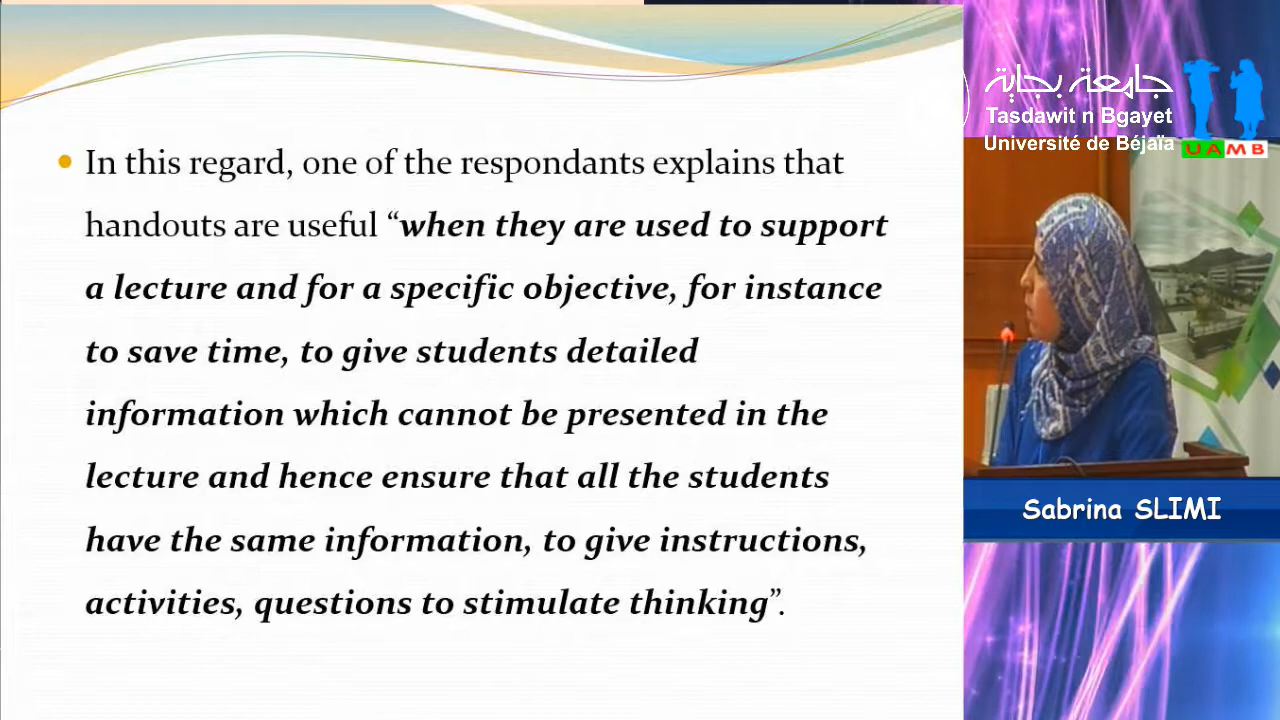 In this regard, one of the respondants explains that
handouts are useful “when they are used to support
a lecture and for a specific objective, for instance
to save time, to give students detailed
information which cannot be presented in the
lecture and hence ensure that all the students
have the same information, to give instructions,
activities, questions to stimulate thinking”.
جامعة بجاية
Tasdawit n Bgayet
Université de Béjaïa
UAMB
Sabrina SLIMI